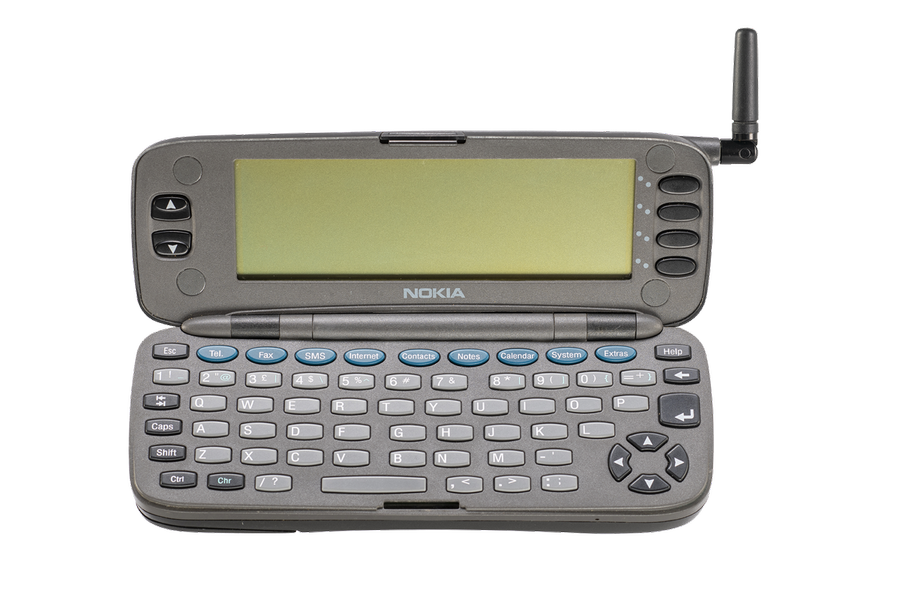 NOKIA
Esc Tel. Fax SMS Internet Contacts Notes Calendar System Extras Help
1 ! 2 " @ 3 £ 4 $ \ 5 % 6 # 7 & 8 * 9 ( [ 0 ) { = + }
Q W E R T Y U I O P
Caps A S D F G H J K L
Shift Z X C V B N M - '
Ctrl Chr / ? , < . > ; :